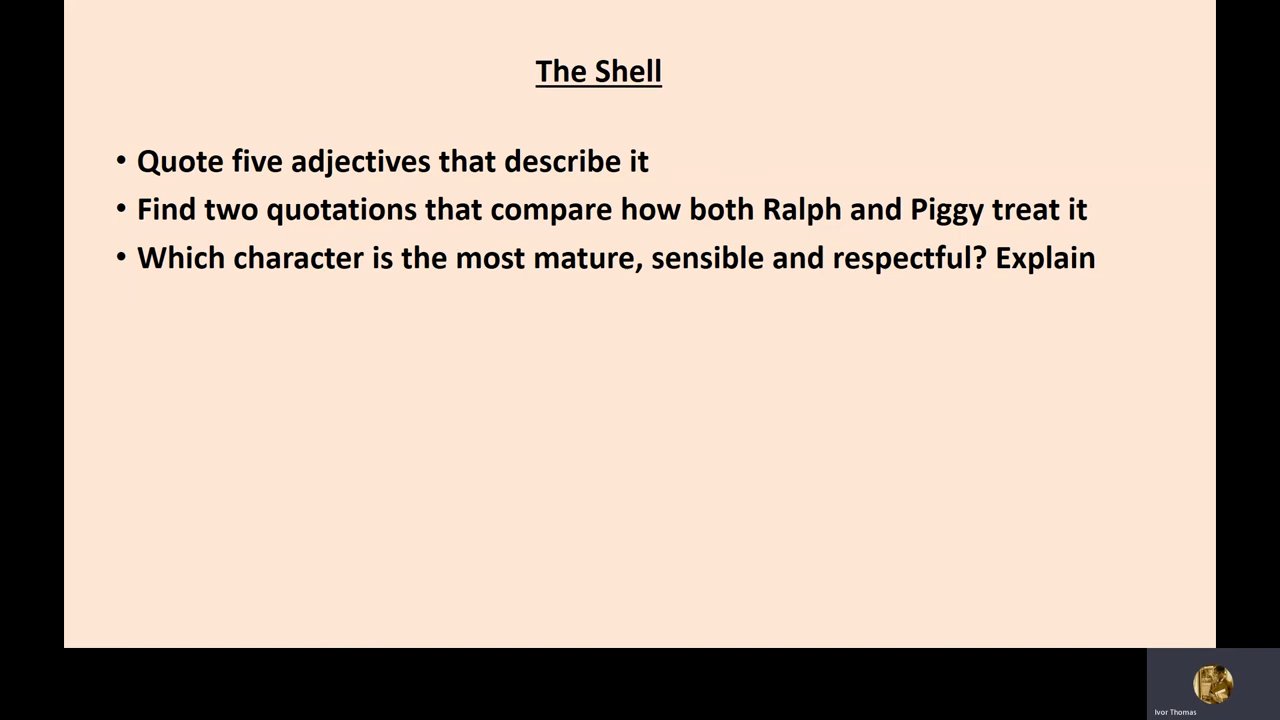 The Shell
• Quote five adjectives that describe it
• Find two quotations that compare how both Ralph and Piggy treat it
• Which character is the most mature, sensible and respectful? Explain
Ivor Thomas